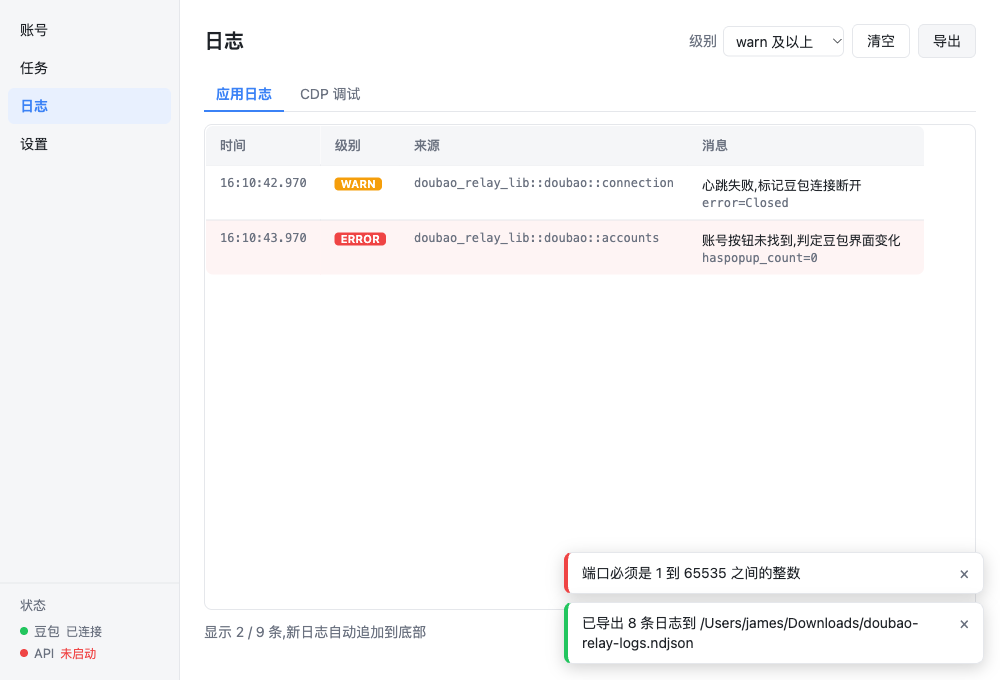 账号
任务
日志
设置
状态
豆包 已连接
API 未启动
日志
级别 warn 及以上 清空 导出
应用日志 CDP 调试
时间 级别 来源 消息
16:10:42.970 WARN doubao_relay_lib::doubao::connection 心跳失败,标记豆包连接断开
error=Closed
16:10:43.970 ERROR doubao_relay_lib::doubao::accounts 账号按钮未找到,判定豆包界面变化
haspopup_count=0
显示 2 / 9 条,新日志自动追加到底部
端口必须是 1 到 65535 之间的整数 ×
已导出 8 条日志到 /Users/james/Downloads/doubao- ×
relay-logs.ndjson